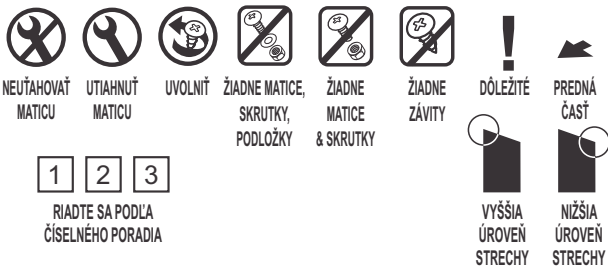 NEUŤAHOVAŤ
MATICU
UTIAHNUŤ
MATICU
UVOLNIŤ
ŽIADNE MATICE,
SKRUTKY,
PODLOŽKY
ŽIADNE
MATICE
& SKRUTKY
ŽIADNE
ZÁVITY
DÔLEŽITÉ
PREDNÁ
ČASŤ
1 2 3
RIADTE SA PODĽA
ČÍSELNÉHO PORADIA
VYŠŠIA
ÚROVEŇ
STRECHY
NIŽŠIA
ÚROVEŇ
STRECHY